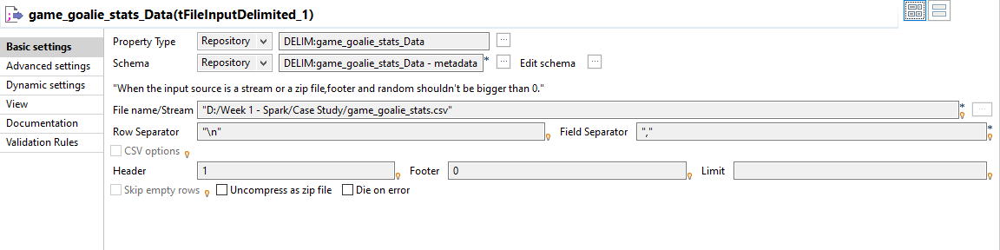 game_goalie_stats_Data(tFileInputDelimited_1)
Basic settings
Advanced settings
Dynamic settings
View
Documentation
Validation Rules
Property Type Repository DELIM:game_goalie_stats_Data ...
Schema Repository DELIM:game_goalie_stats_Data - metadata * ... Edit schema ...
"When the input source is a stream or a zip file,footer and random shouldn't be bigger than 0."
File name/Stream "D:/Week 1 - Spark/Case Study/game_goalie_stats.csv" * ...
Row Separator "\n" Field Separator "," *
CSV options
Header 1 Footer 0 Limit
Skip empty rows Uncompress as zip file Die on error